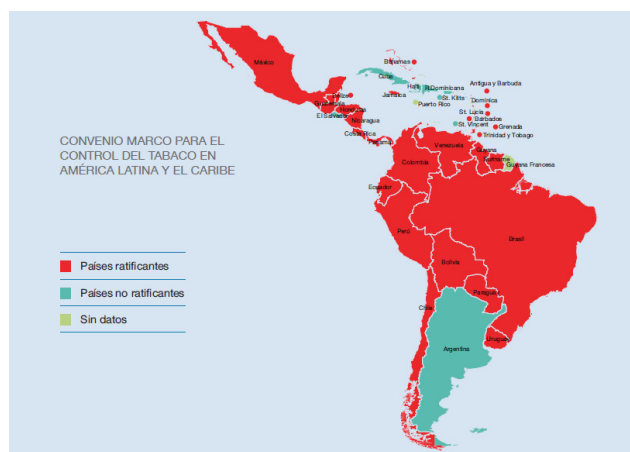 México
Bahamas
Cuba
Haití
R.Dominicana
Antigua y Barbuda
Belize
Jamaica
St. Kitts
Dominica
Guatemala
Honduras
Puerto Rico
St. Lucía
Barbados
El Salvador
Nicaragua
St. Vincent
Grenada
Costa Rica
Trinidad y Tobago
Panamá
CONVENIO MARCO PARA EL
CONTROL DEL TABACO EN
AMÉRICA LATINA Y EL CARIBE
Venezuela
Guyana
Suriname
Guyana Francesa
Colombia
Ecuador
Perú
Brasil
Bolivia
Países ratificantes
Países no ratificantes
Sin datos
Paraguay
Chile
Uruguay
Argentina